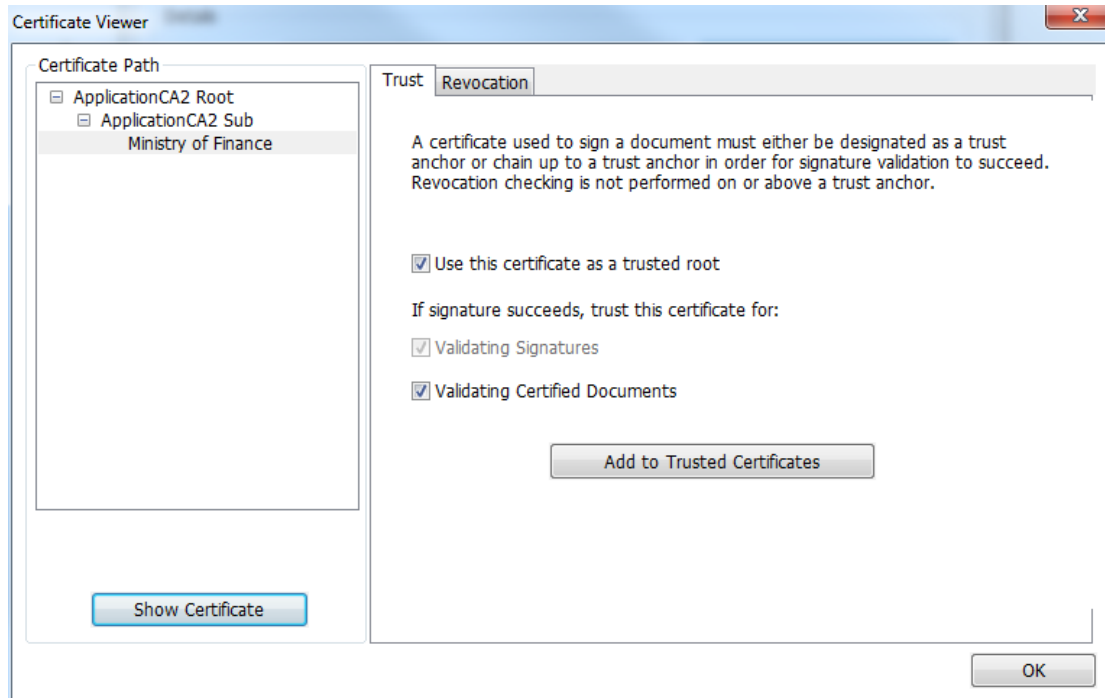 Certificate Viewer
Certificate Path
ApplicationCA2 Root
ApplicationCA2 Sub
Ministry of Finance
Show Certificate
Trust
Revocation
A certificate used to sign a document must either be designated as a trust
anchor or chain up to a trust anchor in order for signature validation to succeed.
Revocation checking is not performed on or above a trust anchor.
Use this certificate as a trusted root
If signature succeeds, trust this certificate for:
Validating Signatures
Validating Certified Documents
Add to Trusted Certificates
OK